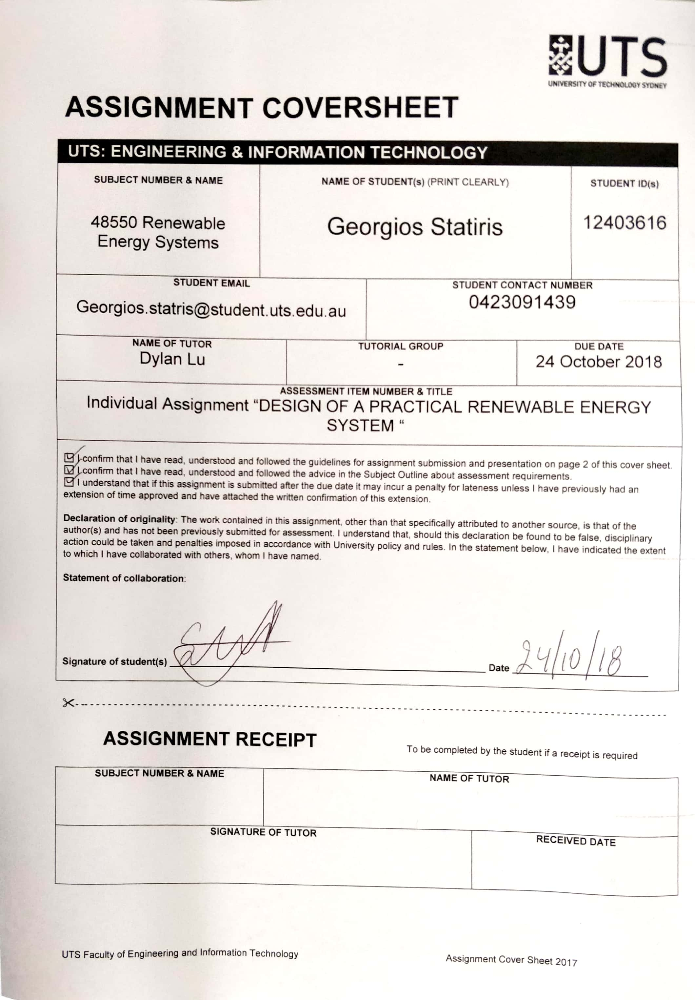 UTS
UNIVERSITY OF TECHNOLOGY SYDNEY
ASSIGNMENT COVERSHEET
UTS: ENGINEERING & INFORMATION TECHNOLOGY
SUBJECT NUMBER & NAME
48550 Renewable
Energy Systems
NAME OF STUDENT(s) (PRINT CLEARLY)
Georgios Statiris
STUDENT ID(s)
12403616
STUDENT EMAIL
Georgios.statris@student.uts.edu.au
STUDENT CONTACT NUMBER
0423091439
NAME OF TUTOR
Dylan Lu
TUTORIAL GROUP
-
DUE DATE
24 October 2018
ASSESSMENT ITEM NUMBER & TITLE
Individual Assignment “DESIGN OF A PRACTICAL RENEWABLE ENERGY
SYSTEM “
I confirm that I have read, understood and followed the guidelines for assignment submission and presentation on page 2 of this cover sheet.
I confirm that I have read, understood and followed the advice in the Subject Outline about assessment requirements.
I understand that if this assignment is submitted after the due date it may incur a penalty for lateness unless I have previously had an
extension of time approved and have attached the written confirmation of this extension.
Declaration of originality: The work contained in this assignment, other than that specifically attributed to another source, is that of the
author(s) and has not been previously submitted for assessment. I understand that, should this declaration be found to be false, disciplinary
action could be taken and penalties imposed in accordance with University policy and rules. In the statement below, I have indicated the extent
to which I have collaborated with others, whom I have named.
Statement of collaboration:
Signature of student(s)
Date 24/10/18
ASSIGNMENT RECEIPT
To be completed by the student if a receipt is required
SUBJECT NUMBER & NAME
NAME OF TUTOR
SIGNATURE OF TUTOR
RECEIVED DATE
UTS Faculty of Engineering and Information Technology
Assignment Cover Sheet 2017